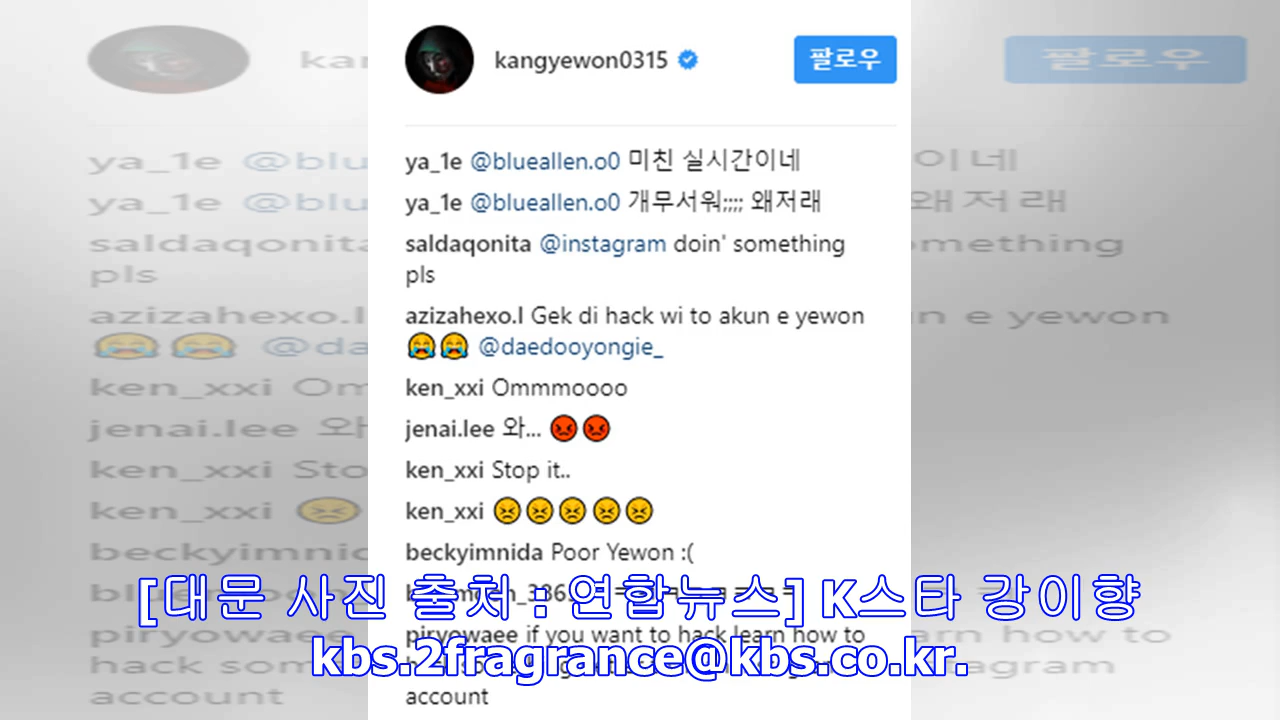 kangyewon0315
팔로우
ya_1e @blueallen.o0 미친 실시간이네
ya_1e @blueallen.o0 개무서워;;;; 왜저래
saldaqonita @instagram doin' something
pls
azizahexo.l Gek di hack wi to akun e yewon
😂😂 @daedooyongie_
ken_xxi Ommmoooo
jenai.lee 와... 😡😡
ken_xxi Stop it..
ken_xxi 😣😣😣😣😣
beckyimnida Poor Yewon :(
[대문 사진 출처 : 연합뉴스] K스타 강이향
piryowaee if you want to hack learn how to
kbs.2fragrance@kbs.co.kr.
account